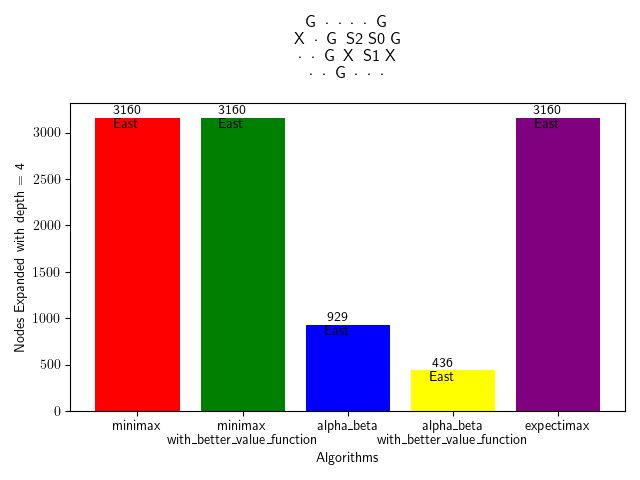 G · · · · G
X · G S2 S0 G
· · G X S1 X
· · G · · ·
3160
East
3160
East
929
East
436
East
3160
East
Nodes Expanded with depth = 4
3000
2500
2000
1500
1000
500
0
minimax
minimax
with_better_value_function
alpha_beta
alpha_beta
with_better_value_function
expectimax
Algorithms